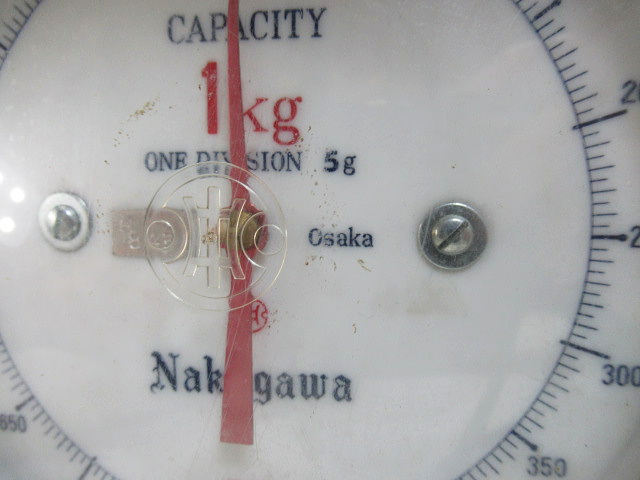 CAPACITY
1kg
ONE DIVISION 5g
Osaka
Nakagawa
300
350
650